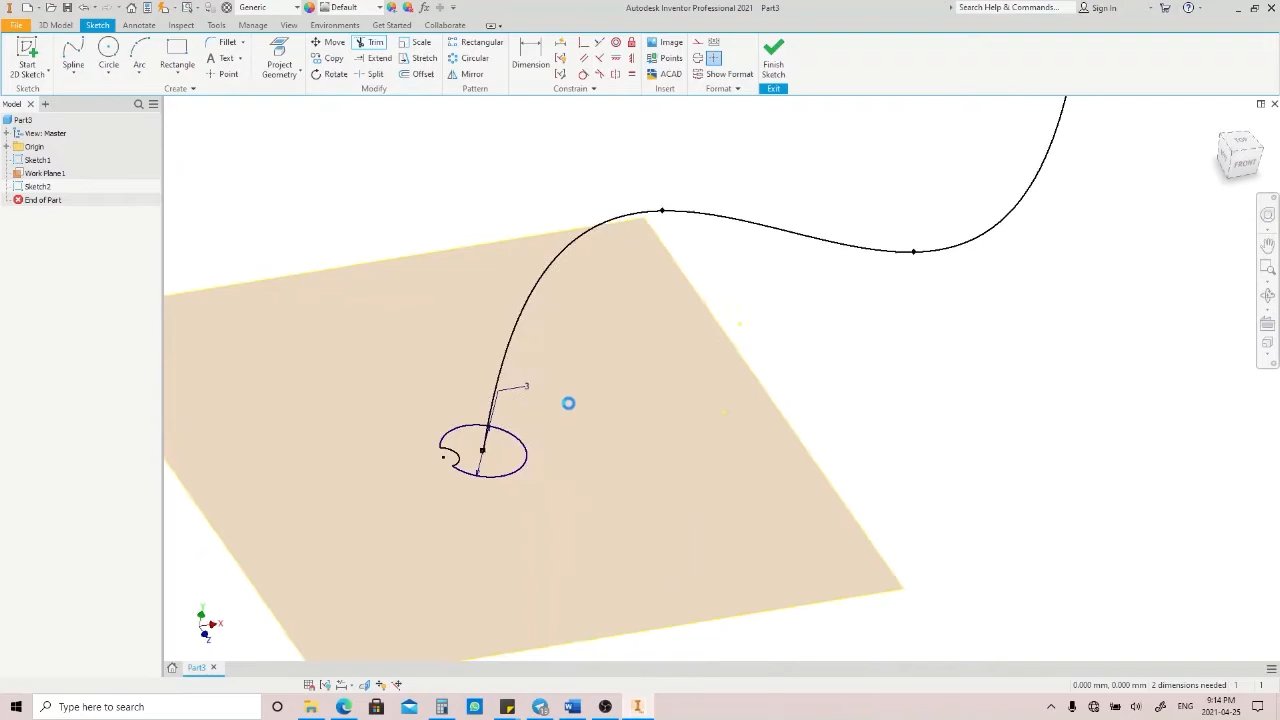 Generic
Default
Autodesk Inventor Professional 2021 Part3
Search Help & Commands...
Sign In
File
3D Model
Sketch
Annotate
Inspect
Tools
Manage
View
Environments
Get Started
Collaborate
Start
2D Sketch
Spline
Circle
Arc
Rectangle
Fillet
Text
Point
Project
Geometry
Move
Copy
Rotate
Trim
Extend
Split
Scale
Stretch
Offset
Rectangular
Circular
Mirror
Dimension
Image
Points
ACAD
Show Format
Finish
Sketch
Sketch
Create
Modify
Pattern
Constrain
Insert
Format
Exit
Model
Part3
View: Master
Origin
Sketch1
Work Plane1
Sketch2
End of Part
TOP
FRONT
3
Y
X
Z
Part3
0.000 mm, 0.000 mm 2 dimensions needed 1 1
Type here to search
ENG
9:14 PM
2021-04-25